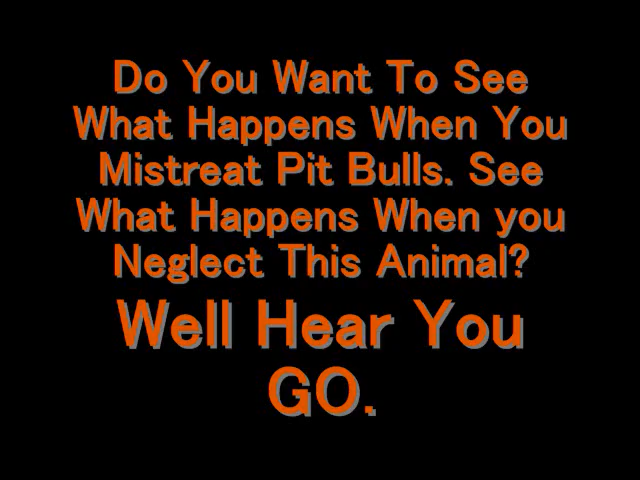 Do You Want To See
What Happens When You
Mistreat Pit Bulls. See
What Happens When you
Neglect This Animal?
Well Hear You
GO.